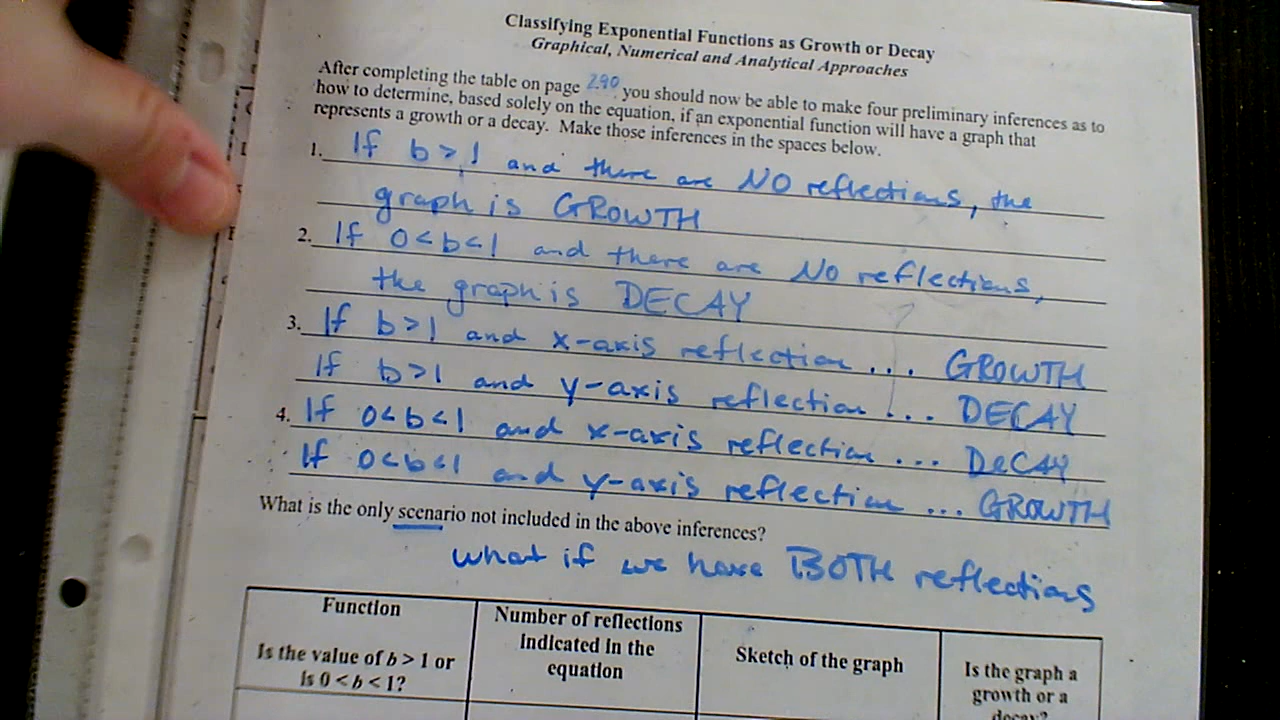 Classifying Exponential Functions as Growth or Decay
Graphical, Numerical and Analytical Approaches
After completing the table on page 290 you should now be able to make four preliminary inferences as to
how to determine, based solely on the equation, if an exponential function will have a graph that
represents a growth or a decay. Make those inferences in the spaces below.
1. If b > 1 and there are NO reflections, the
graph is GROWTH
2. If 0 < b < 1 and there are NO reflections,
the graph is DECAY
3. If b > 1 and x-axis reflection ... GROWTH
If b > 1 and y-axis reflection ... DECAY
4. If 0 < b < 1 and x-axis reflection ... DECAY
If 0 < b < 1 and y-axis reflection ... GROWTH
What is the only scenario not included in the above inferences?
what if we have BOTH reflections
Function
Is the value of b > 1 or
is 0 < b < 1?
Number of reflections
indicated in the
equation
Sketch of the graph
Is the graph a
growth or a
decay?